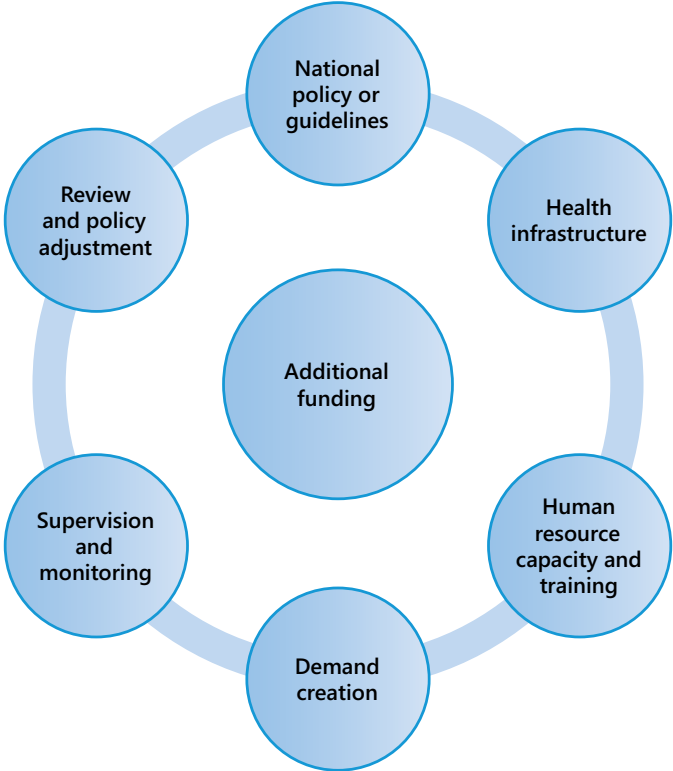 National
policy or
guidelines
Health
infrastructure
Human
resource
capacity and
training
Demand
creation
Supervision
and
monitoring
Review
and policy
adjustment
Additional
funding